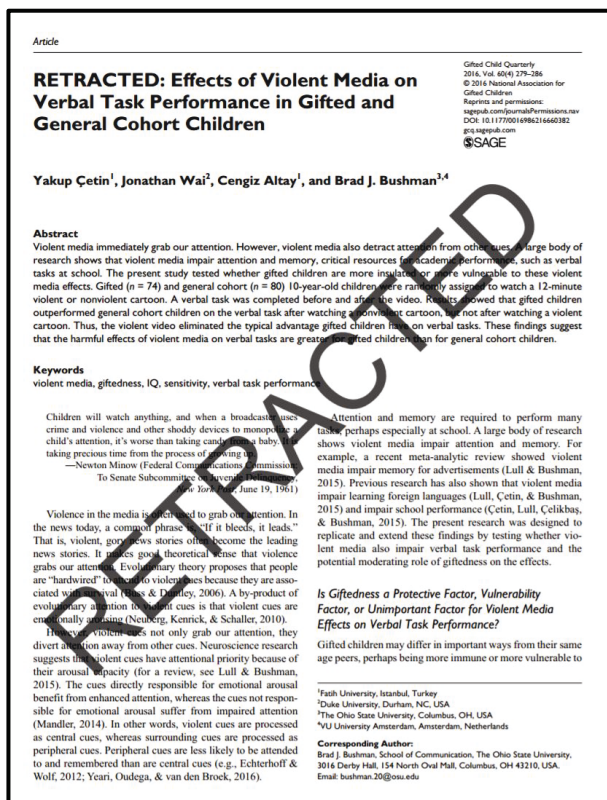 Article
RETRACTED: Effects of Violent Media on
Verbal Task Performance in Gifted and
General Cohort Children
Gifted Child Quarterly
2016, Vol. 60(4) 279–286
© 2016 National Association for
Gifted Children
Reprints and permissions:
sagepub.com/journalsPermissions.nav
DOI: 10.1177/0016986216660382
gcq.sagepub.com
SAGE
Yakup Çetin1, Jonathan Wai2, Cengiz Altay1, and Brad J. Bushman3,4
Abstract
Violent media immediately grab our attention. However, violent media also detract attention from other cues. A large body of
research shows that violent media impair attention and memory, critical resources for academic performance, such as verbal
tasks at school. The present study tested whether gifted children are more insulated or more vulnerable to these violent
media effects. Gifted (n = 74) and general cohort (n = 80) 10-year-old children were randomly assigned to watch a 12-minute
violent or nonviolent cartoon. A verbal task was completed before and after the video. Results showed that gifted children
outperformed general cohort children on the verbal task after watching a nonviolent cartoon, but not after watching a violent
cartoon. Thus, the violent video eliminated the typical advantage gifted children have on verbal tasks. These findings suggest
that the harmful effects of violent media on verbal tasks are greater for gifted children than for general cohort children.
Keywords
violent media, giftedness, IQ, sensitivity, verbal task performance
Children will watch anything, and when a broadcaster uses
crime and violence and other shoddy devices to monopolize a
child's attention, it's worse than taking candy from a baby. It is
taking precious time from the process of growing up.
—Newton Minow (Federal Communications Commission:
To Senate Subcommittee on Juvenile Delinquency,
New York Post, June 19, 1961)
Violence in the media is often used to grab our attention. In
the news today, a common phrase is, "If it bleeds, it leads."
That is, violent, gory news stories often become the leading
news stories. It makes good theoretical sense that violence
grabs our attention. Evolutionary theory proposes that people
are "hardwired" to attend to violent cues because they are asso-
ciated with survival (Buss & Duntley, 2006). A by-product of
evolutionary attention to violent cues is that violent cues are
emotionally arousing (Neuberg, Kenrick, & Schaller, 2010).
However, violent cues not only grab our attention, they
divert attention away from other cues. Neuroscience research
suggests that violent cues have attentional priority because of
their arousal capacity (for a review, see Lull & Bushman,
2015). The cues directly responsible for emotional arousal
benefit from enhanced attention, whereas the cues not respon-
sible for emotional arousal suffer from impaired attention
(Mandler, 2014). In other words, violent cues are processed
as central cues, whereas surrounding cues are processed as
peripheral cues. Peripheral cues are less likely to be attended
to and remembered than are central cues (e.g., Echterhoff &
Wolf, 2012; Yeari, Oudega, & van den Broek, 2016).
Attention and memory are required to perform many
tasks, perhaps especially at school. A large body of research
shows violent media impair attention and memory. For
example, a recent meta-analytic review showed violent
media impair memory for advertisements (Lull & Bushman,
2015). Previous research has also shown that violent media
impair learning foreign languages (Lull, Çetin, & Bushman,
2015) and impair school performance (Çetin, Lull, Çelikbaş,
& Bushman, 2015). The present research was designed to
replicate and extend these findings by testing whether vio-
lent media also impair verbal task performance and the
potential moderating role of giftedness on the effects.
Is Giftedness a Protective Factor, Vulnerability
Factor, or Unimportant Factor for Violent Media
Effects on Verbal Task Performance?
Gifted children may differ in important ways from their same
age peers, perhaps being more immune or more vulnerable to
1Fatih University, Istanbul, Turkey
2Duke University, Durham, NC, USA
3The Ohio State University, Columbus, OH, USA
4VU University Amsterdam, Amsterdam, Netherlands
Corresponding Author:
Brad J. Bushman, School of Communication, The Ohio State University,
3016 Derby Hall, 154 North Oval Mall, Columbus, OH 43210, USA.
Email: bushman.20@osu.edu
RETRACTED